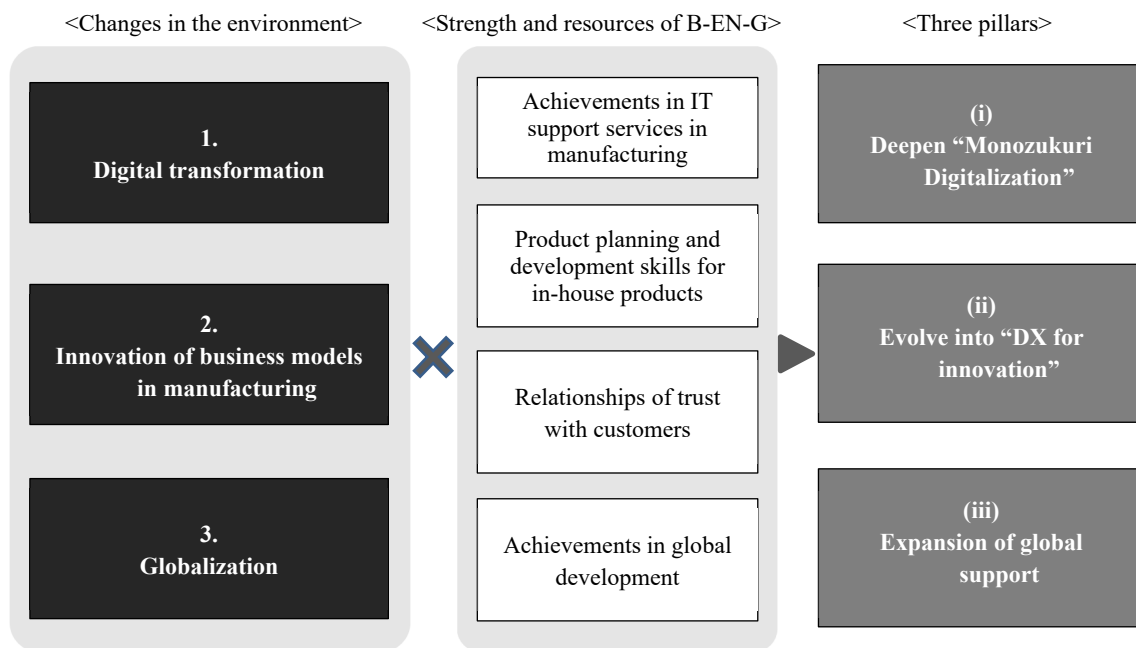 <Changes in the environment>
<Strength and resources of B-EN-G>
<Three pillars>
1.
Digital transformation
2.
Innovation of business models
in manufacturing
3.
Globalization
Achievements in IT
support services in
manufacturing
Product planning and
development skills for
in-house products
Relationships of trust
with customers
Achievements in global
development
(i)
Deepen “Monozukuri
Digitalization”
(ii)
Evolve into “DX for
innovation”
(iii)
Expansion of global
support